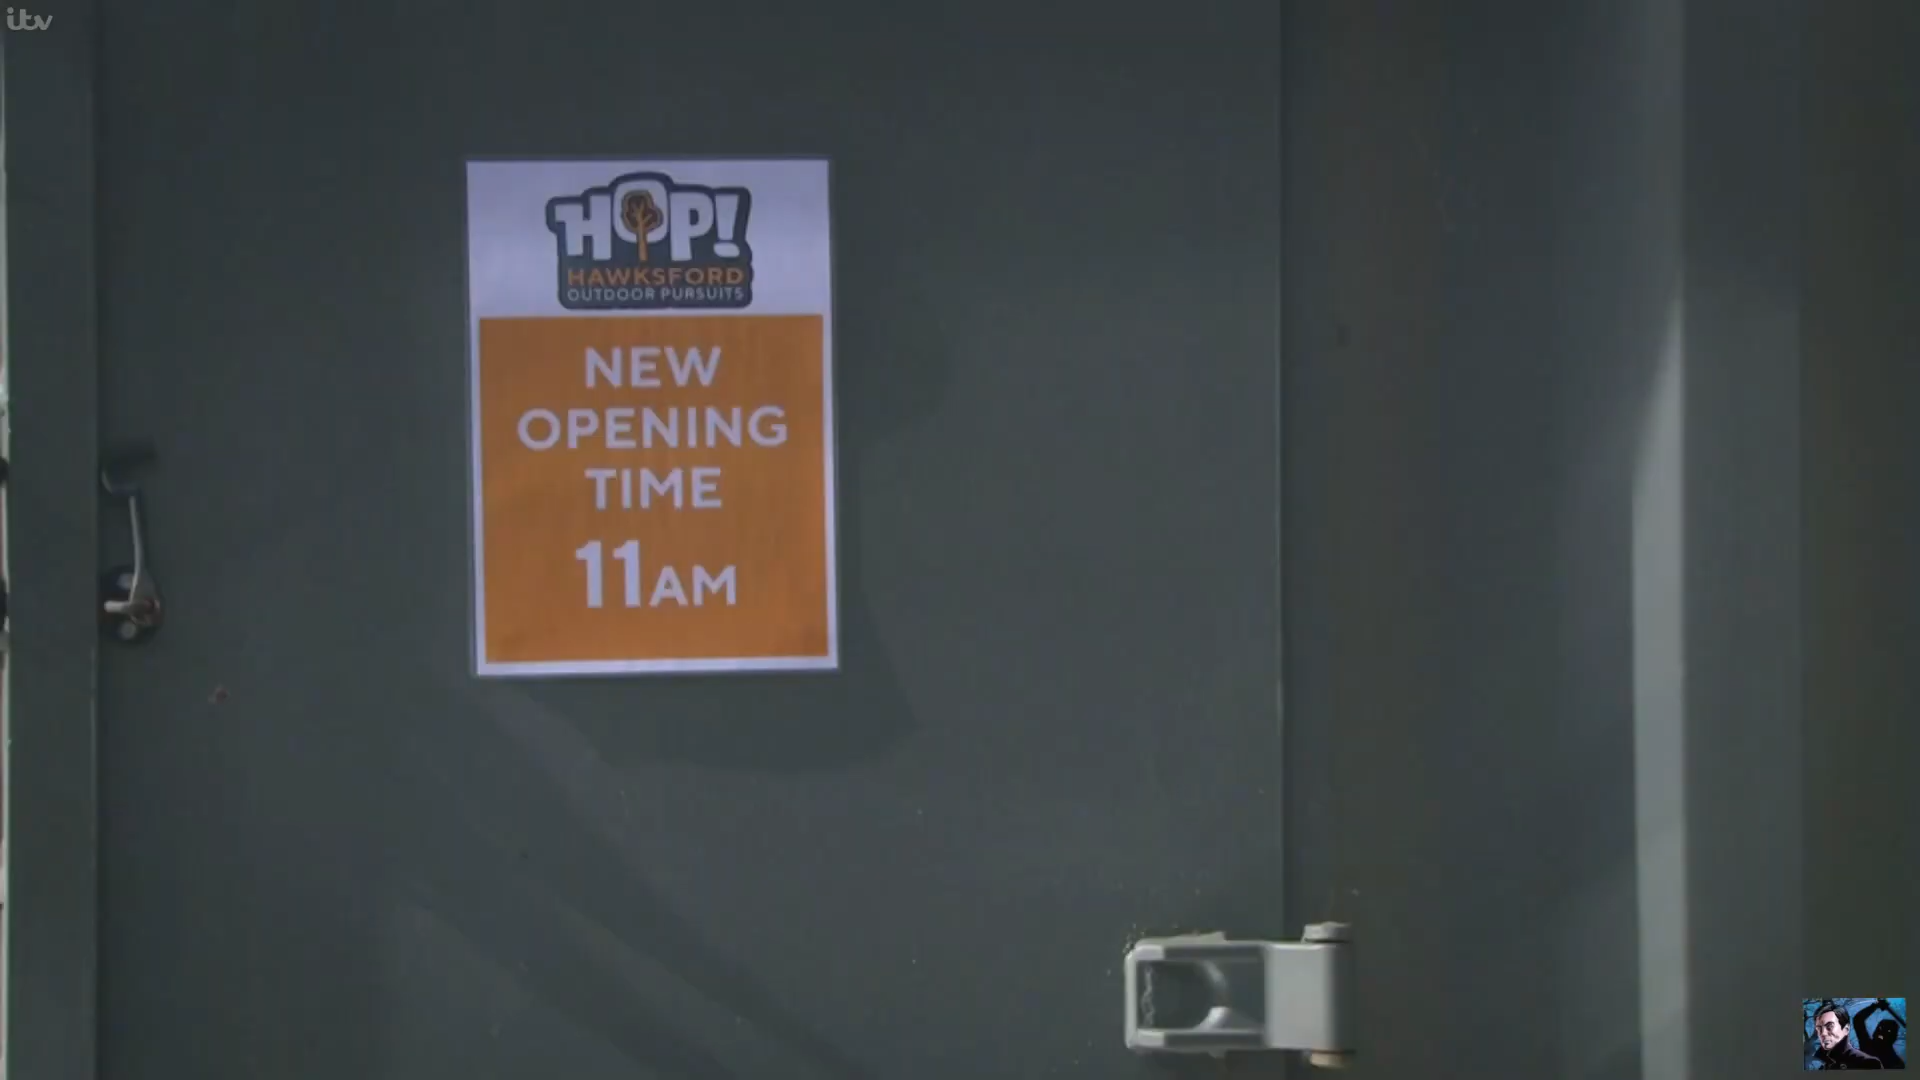 itv
HOP!
HAWKSFORD
OUTDOOR PURSUITS
NEW
OPENING
TIME
11AM